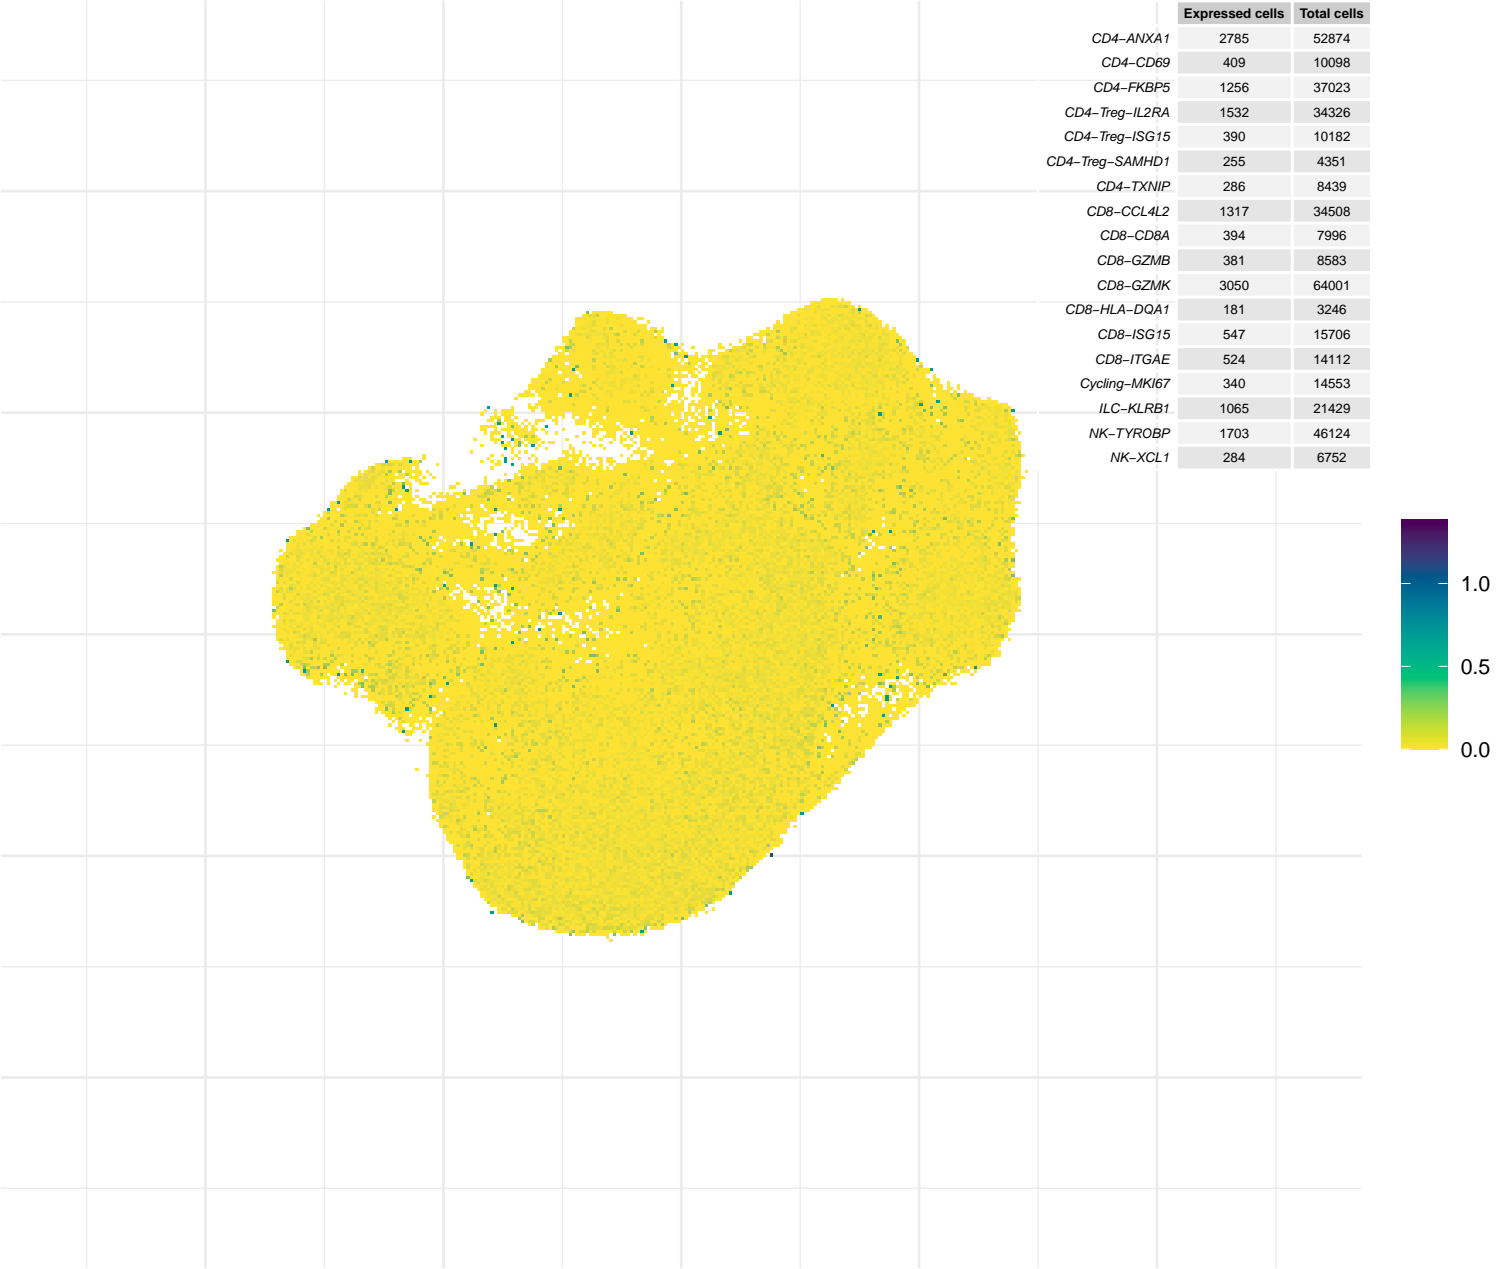 Expressed cells Total cells
CD4−ANXA1 2785 52874
CD4−CD69 409 10098
CD4−FKBP5 1256 37023
CD4−Treg−IL2RA 1532 34326
CD4−Treg−ISG15 390 10182
CD4−Treg−SAMHD1 255 4351
CD4−TXNIP 286 8439
CD8−CCL4L2 1317 34508
CD8−CD8A 394 7996
CD8−GZMB 381 8583
CD8−GZMK 3050 64001
CD8−HLA−DQA1 181 3246
CD8−ISG15 547 15706
CD8−ITGAE 524 14112
Cycling−MKI67 340 14553
ILC−KLRB1 1065 21429
NK−TYROBP 1703 46124
NK−XCL1 284 6752
1.0
0.5
0.0